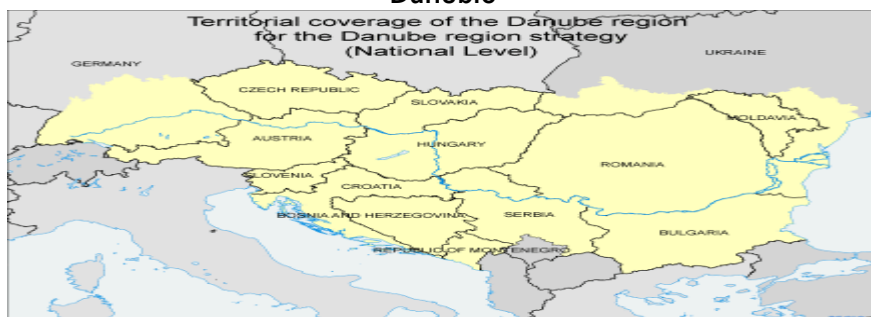 Danubio
Territorial coverage of the Danube region
for the Danube region strategy
(National Level)
UKRAINE
GERMANY
CZECH REPUBLIC
SLOVAKIA
MOLDAVIA
AUSTRIA
HUNGARY
ROMANIA
SLOVENIA
CROATIA
BOSNIA AND HERZEGOVINA
SERBIA
BULGARIA
REPUBLIC OF MONTENEGRO